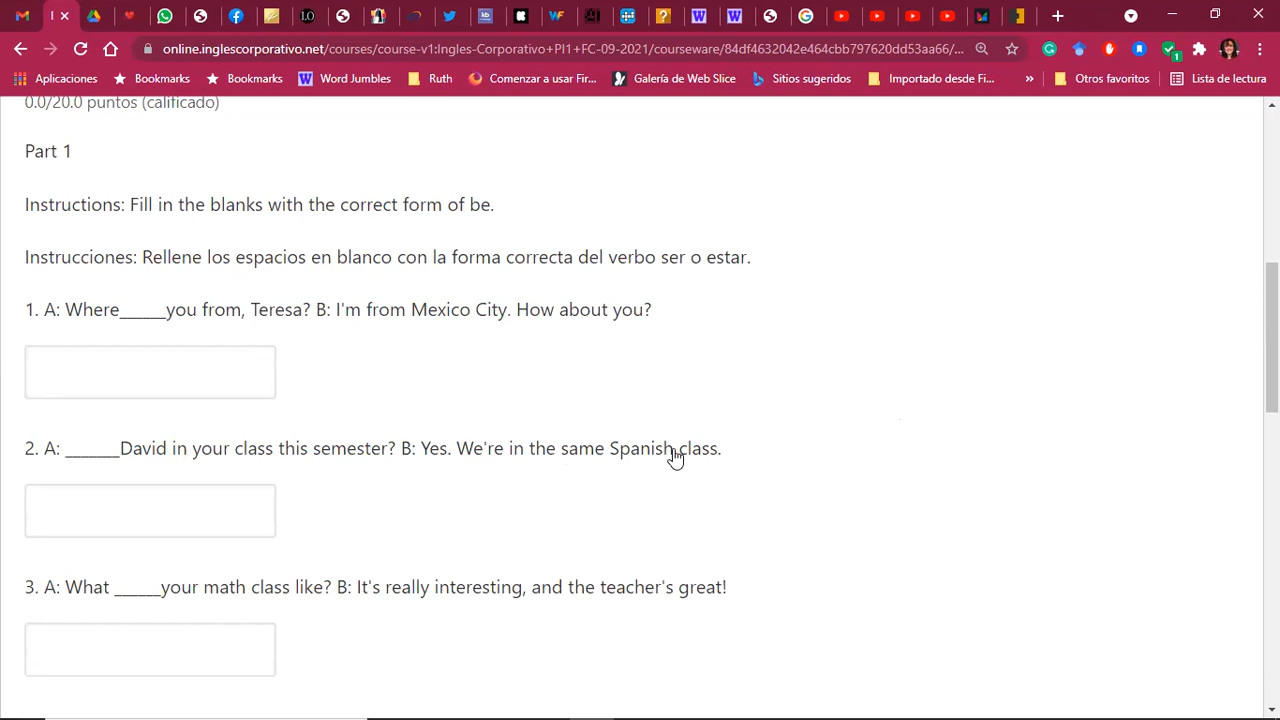 online.inglescorporativo.net/courses/course-v1:Ingles-Corporativo+PI1+FC-09-2021/courseware/84df4632042e464cbb797620dd53aa66/...
Aplicaciones Bookmarks Bookmarks Word Jumbles Ruth Comenzar a usar Fir... Galería de Web Slice Sitios sugeridos Importado desde Fi... » Otros favoritos Lista de lectura
0.0/20.0 puntos (calificado)
Part 1
Instructions: Fill in the blanks with the correct form of be.
Instrucciones: Rellene los espacios en blanco con la forma correcta del verbo ser o estar.
1. A: Where______you from, Teresa? B: I'm from Mexico City. How about you?
2. A: _______David in your class this semester? B: Yes. We're in the same Spanish class.
3. A: What ______your math class like? B: It's really interesting, and the teacher's great!